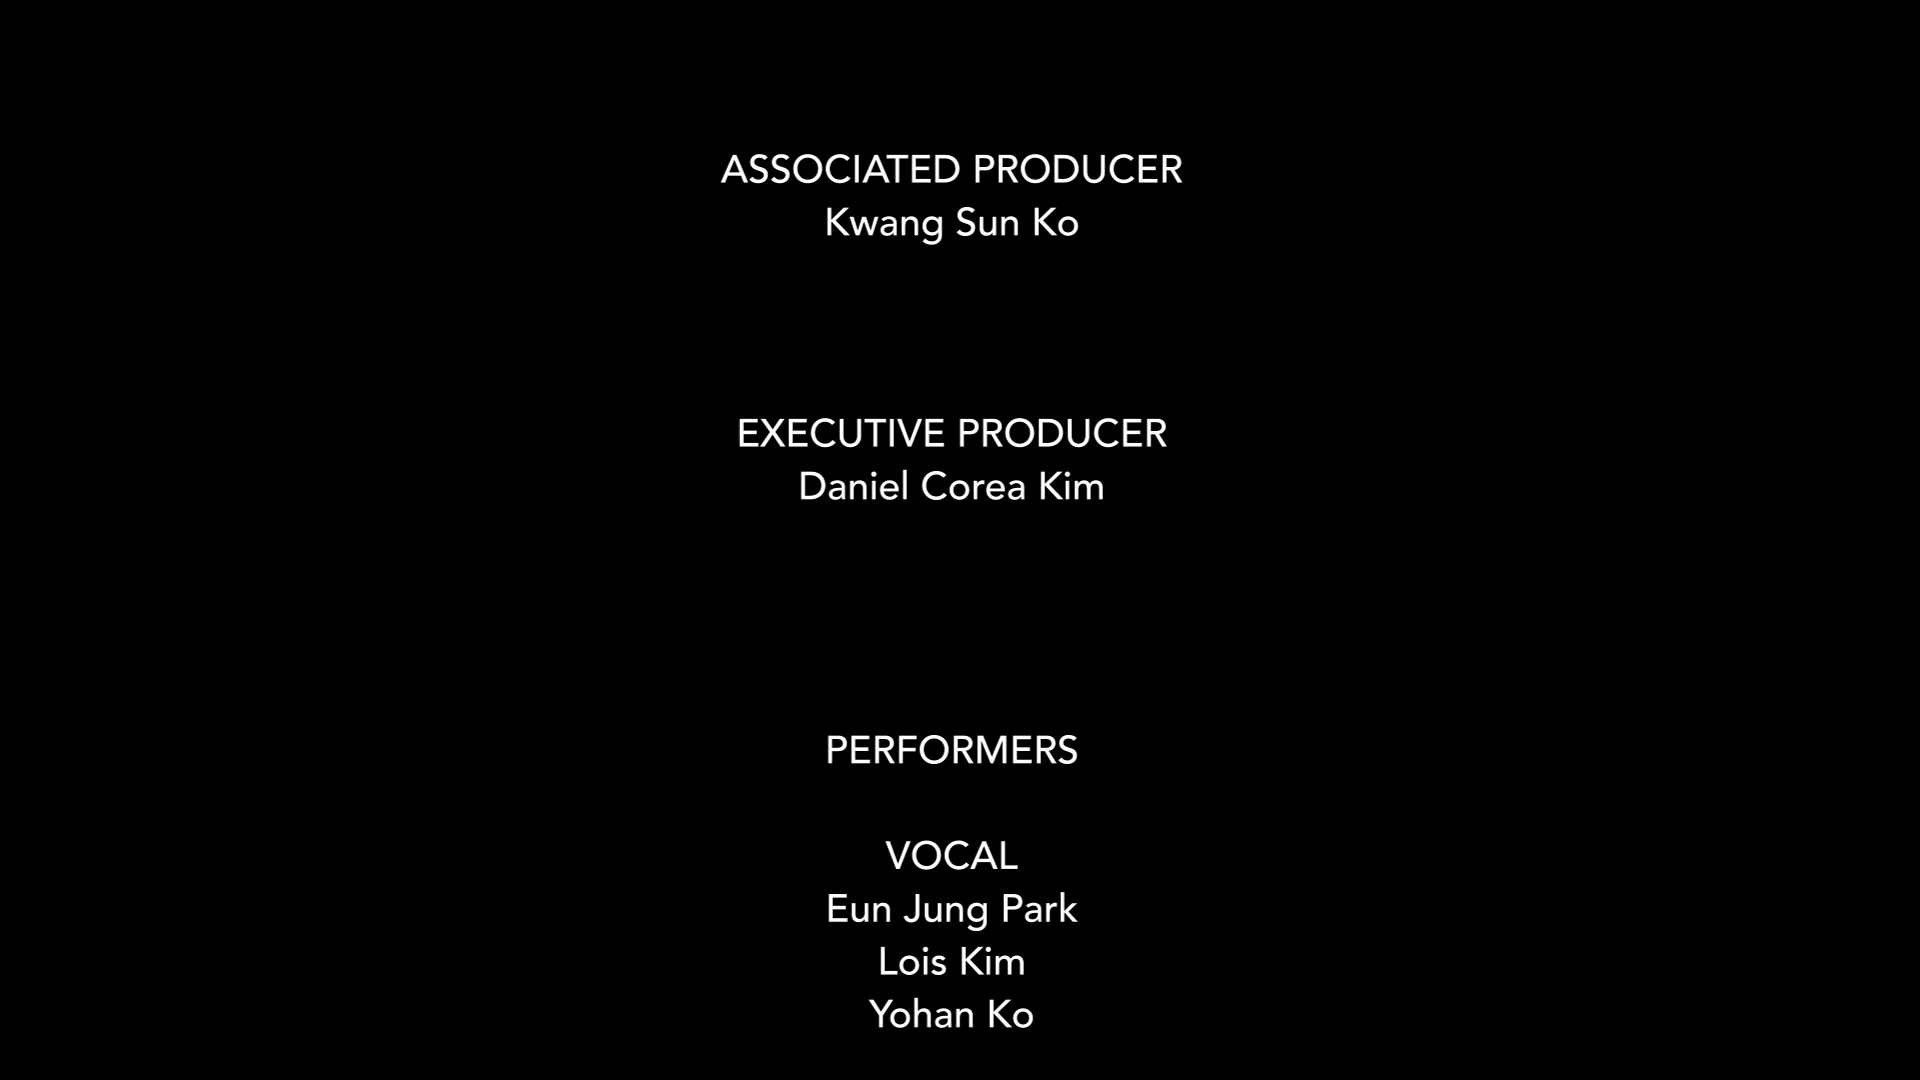 ASSOCIATED PRODUCER
Kwang Sun Ko
EXECUTIVE PRODUCER
Daniel Corea Kim
PERFORMERS
VOCAL
Eun Jung Park
Lois Kim
Yohan Ko